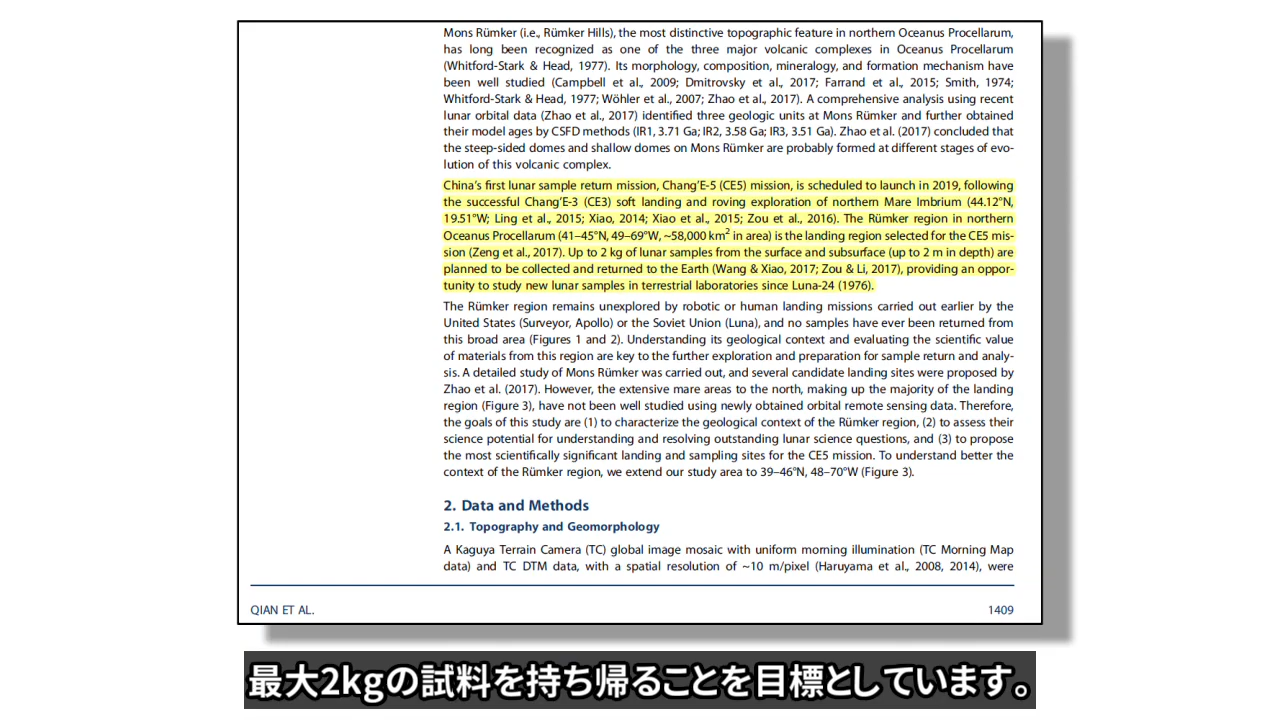 Mons Rümker (i.e., Rümker Hills), the most distinctive topographic feature in northern Oceanus Procellarum,
has long been recognized as one of the three major volcanic complexes in Oceanus Procellarum
(Whitford-Stark & Head, 1977). Its morphology, composition, mineralogy, and formation mechanism have
been well studied (Campbell et al., 2009; Dmitrovsky et al., 2017; Farrand et al., 2015; Smith, 1974;
Whitford-Stark & Head, 1977; Wöhler et al., 2007; Zhao et al., 2017). A comprehensive analysis using recent
lunar orbital data (Zhao et al., 2017) identified three geologic units at Mons Rümker and further obtained
their model ages by CSFD methods (IR1, 3.71 Ga; IR2, 3.58 Ga; IR3, 3.51 Ga). Zhao et al. (2017) concluded that
the steep-sided domes and shallow domes on Mons Rümker are probably formed at different stages of evo-
lution of this volcanic complex.
China's first lunar sample return mission, Chang'E-5 (CE5) mission, is scheduled to launch in 2019, following
the successful Chang'E-3 (CE3) soft landing and roving exploration of northern Mare Imbrium (44.12°N,
19.51°W; Ling et al., 2015; Xiao, 2014; Xiao et al., 2015; Zou et al., 2016). The Rümker region in northern
Oceanus Procellarum (41–45°N, 49–69°W, ~58,000 km² in area) is the landing region selected for the CE5 mis-
sion (Zeng et al., 2017). Up to 2 kg of lunar samples from the surface and subsurface (up to 2 m in depth) are
planned to be collected and returned to the Earth (Wang & Xiao, 2017; Zou & Li, 2017), providing an oppor-
tunity to study new lunar samples in terrestrial laboratories since Luna-24 (1976).
The Rümker region remains unexplored by robotic or human landing missions carried out earlier by the
United States (Surveyor, Apollo) or the Soviet Union (Luna), and no samples have ever been returned from
this broad area (Figures 1 and 2). Understanding its geological context and evaluating the scientific value
of materials from this region are key to the further exploration and preparation for sample return and analy-
sis. A detailed study of Mons Rümker was carried out, and several candidate landing sites were proposed by
Zhao et al. (2017). However, the extensive mare areas to the north, making up the majority of the landing
region (Figure 3), have not been well studied using newly obtained orbital remote sensing data. Therefore,
the goals of this study are (1) to characterize the geological context of the Rümker region, (2) to assess their
science potential for understanding and resolving outstanding lunar science questions, and (3) to propose
the most scientifically significant landing and sampling sites for the CE5 mission. To understand better the
context of the Rümker region, we extend our study area to 39–46°N, 48–70°W (Figure 3).
2. Data and Methods
2.1. Topography and Geomorphology
A Kaguya Terrain Camera (TC) global image mosaic with uniform morning illumination (TC Morning Map
data) and TC DTM data, with a spatial resolution of ~10 m/pixel (Haruyama et al., 2008, 2014), were
QIAN ET AL.
1409
最大2kgの試料を持ち帰ることを目標としています。